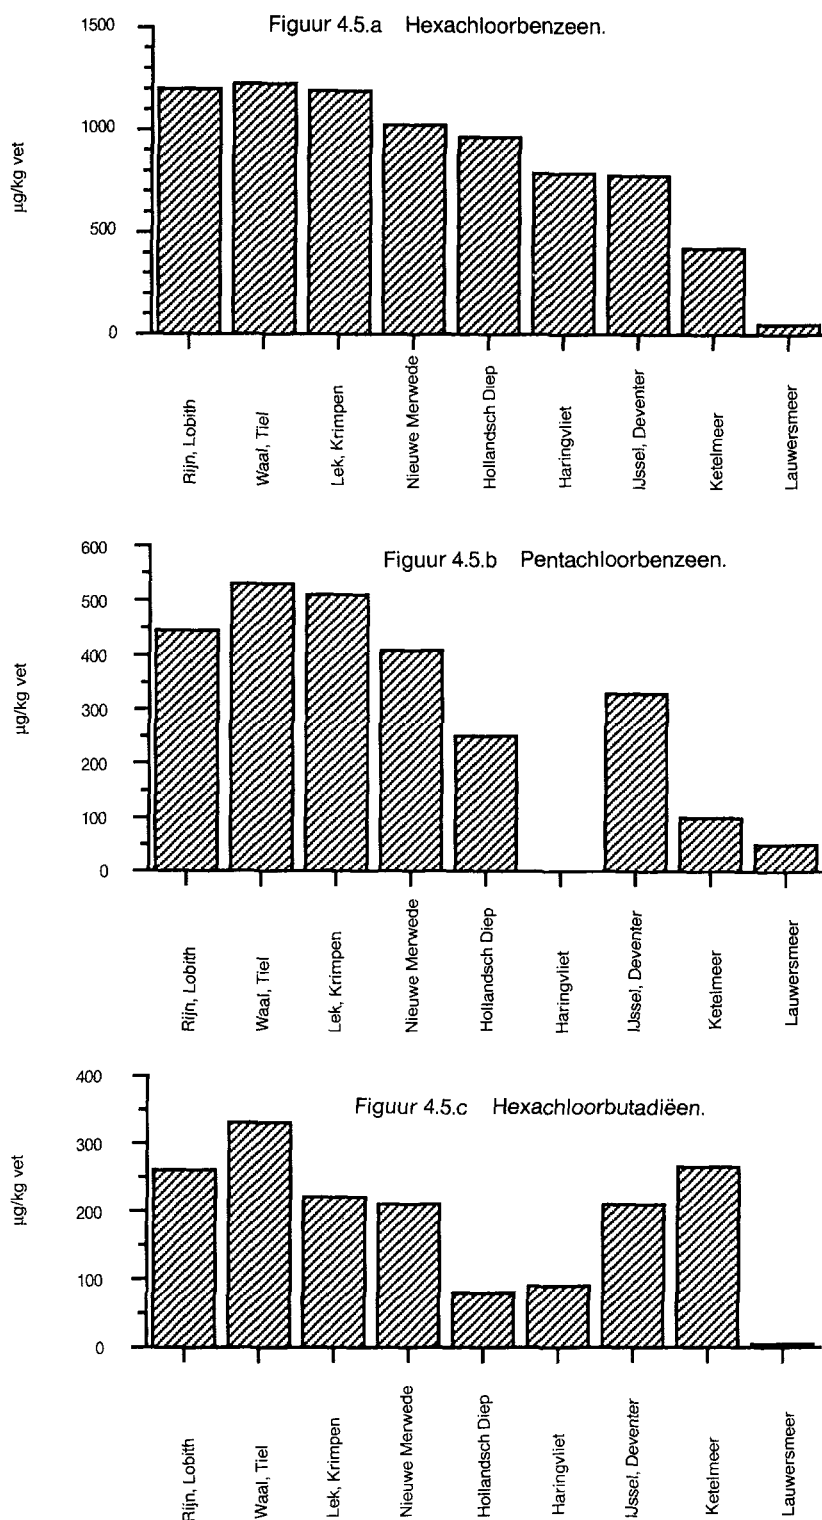 Figuur 4.5.a Hexachloorbenzeen.
µg/kg vet
1500
1000
500
0
Rijn, Lobith
Waal, Tiel
Lek, Krimpen
Nieuwe Merwede
Hollandsch Diep
Haringvliet
IJssel, Deventer
Ketelmeer
Lauwersmeer
Figuur 4.5.b Pentachloorbenzeen.
µg/kg vet
600
500
400
300
200
100
0
Rijn, Lobith
Waal, Tiel
Lek, Krimpen
Nieuwe Merwede
Hollandsch Diep
Haringvliet
IJssel, Deventer
Ketelmeer
Lauwersmeer
Figuur 4.5.c Hexachloorbutadiëen.
µg/kg vet
400
300
200
100
0
Rijn, Lobith
Waal, Tiel
Lek, Krimpen
Nieuwe Merwede
Hollandsch Diep
Haringvliet
IJssel, Deventer
Ketelmeer
Lauwersmeer